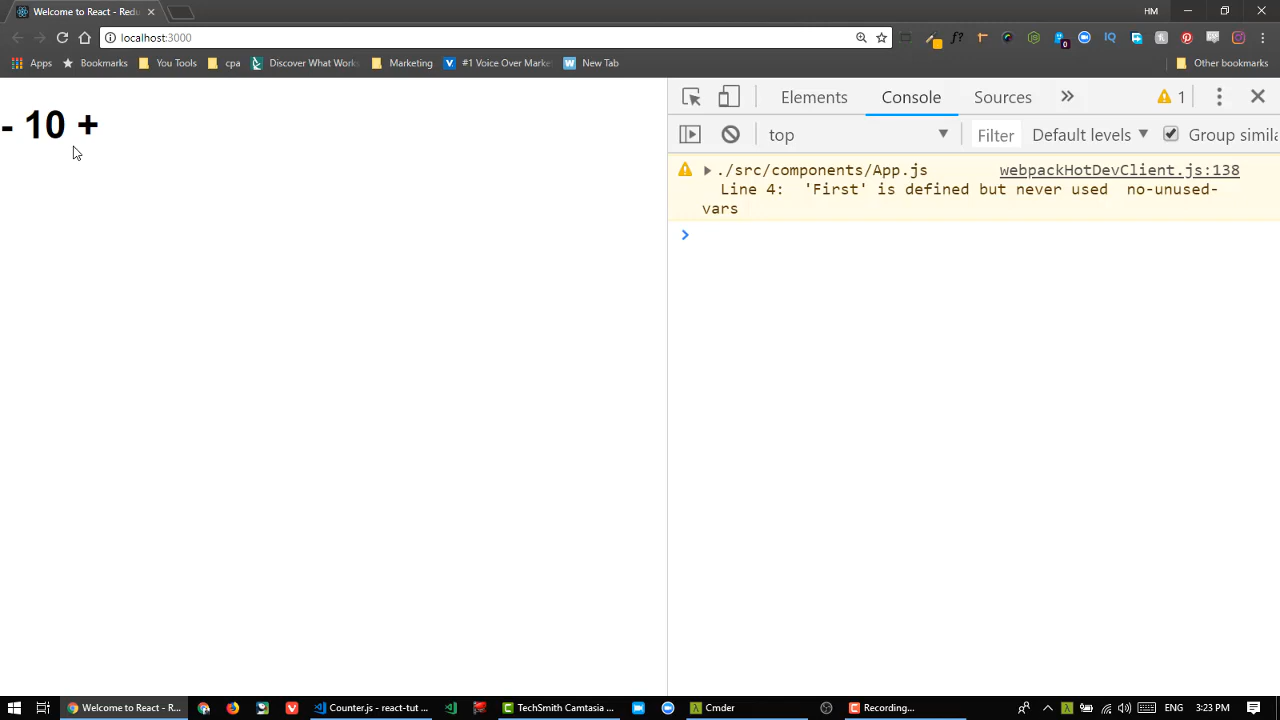 Welcome to React - Redu
HM
localhost:3000
f?
0
IQ
Apps
Bookmarks
You Tools
cpa
Discover What Works
Marketing
#1 Voice Over Marke
New Tab
Other bookmarks
- 10 +
Elements
Console
Sources
1
top
Filter
Default levels
Group simila
./src/components/App.js
webpackHotDevClient.js:138
Line 4: 'First' is defined but never used no-unused-
vars
Welcome to React - R...
Counter.js - react-tut ...
TechSmith Camtasia ...
Cmder
Recording...
ENG
3:23 PM